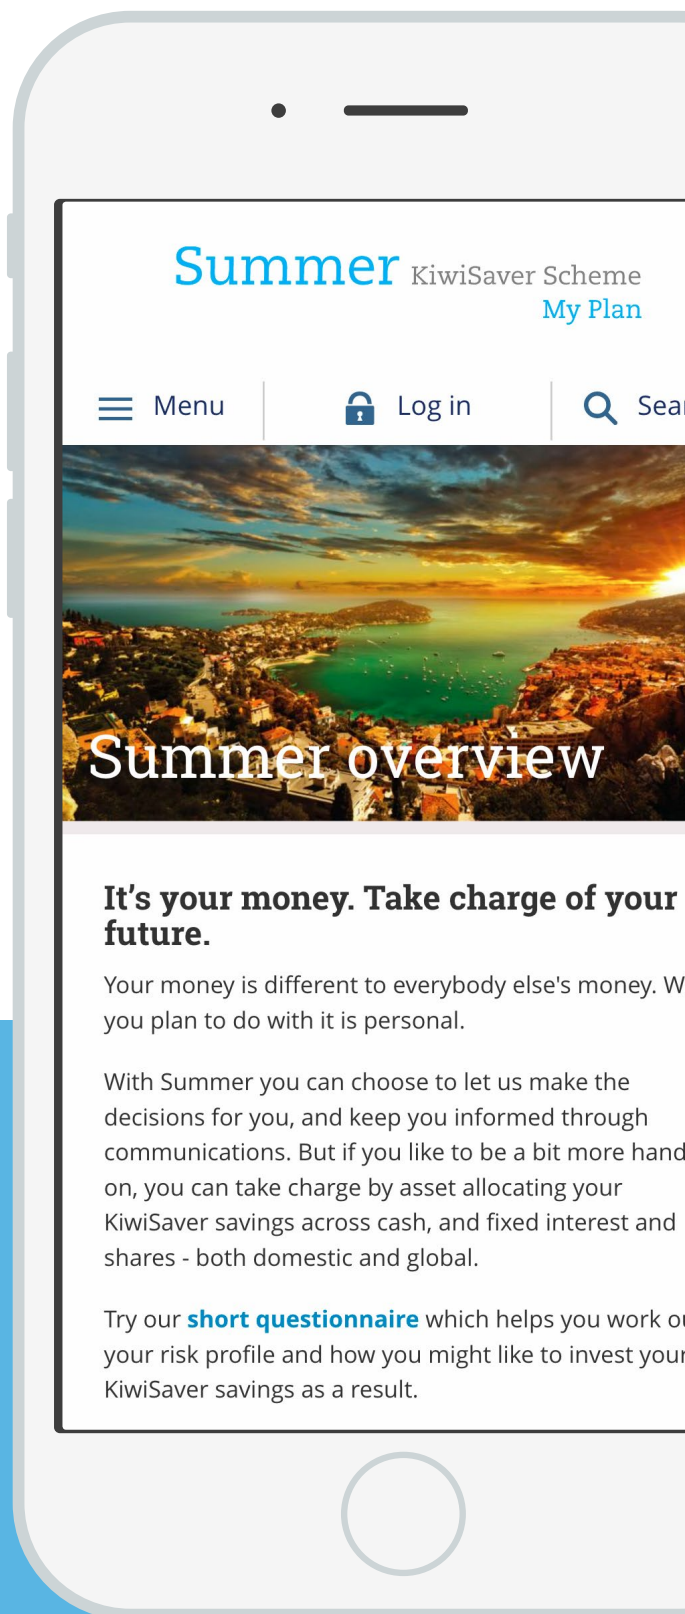 Summer KiwiSaver Scheme
My Plan
Menu
Log in
Summer overview
It’s your money. Take charge of your
future.
Your money is different to everybody else's money.
you plan to do with it is personal.
With Summer you can choose to let us make the
decisions for you, and keep you informed through
communications. But if you like to be a bit more
on, you can take charge by asset allocating your
KiwiSaver savings across cash, and fixed interest and
shares - both domestic and global.
Try our short questionnaire which helps you work
your risk profile and how you might like to invest your
KiwiSaver savings as a result.